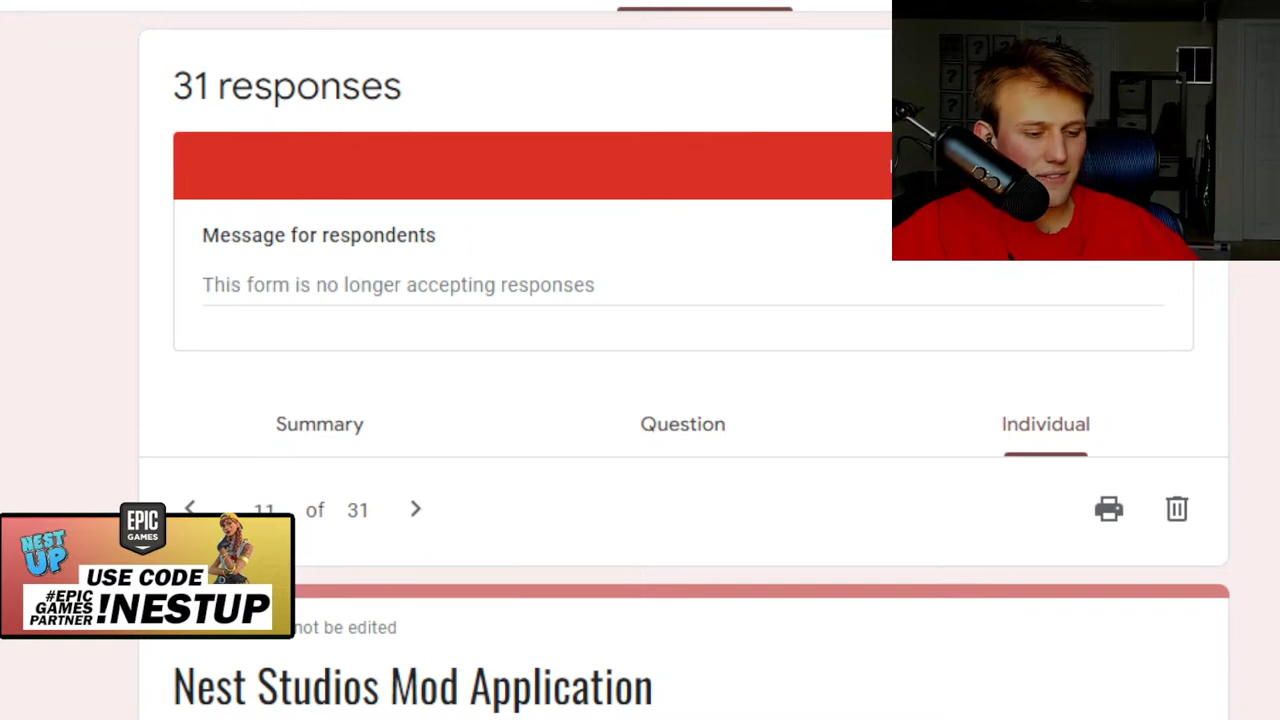 31 responses
Message for respondents
This form is no longer accepting responses
Summary
Question
Individual
11 of 31
EPIC
GAMES
NEST
UP
USE CODE
#EPIC
GAMES
PARTNER
!NESTUP
not be edited
Nest Studios Mod Application